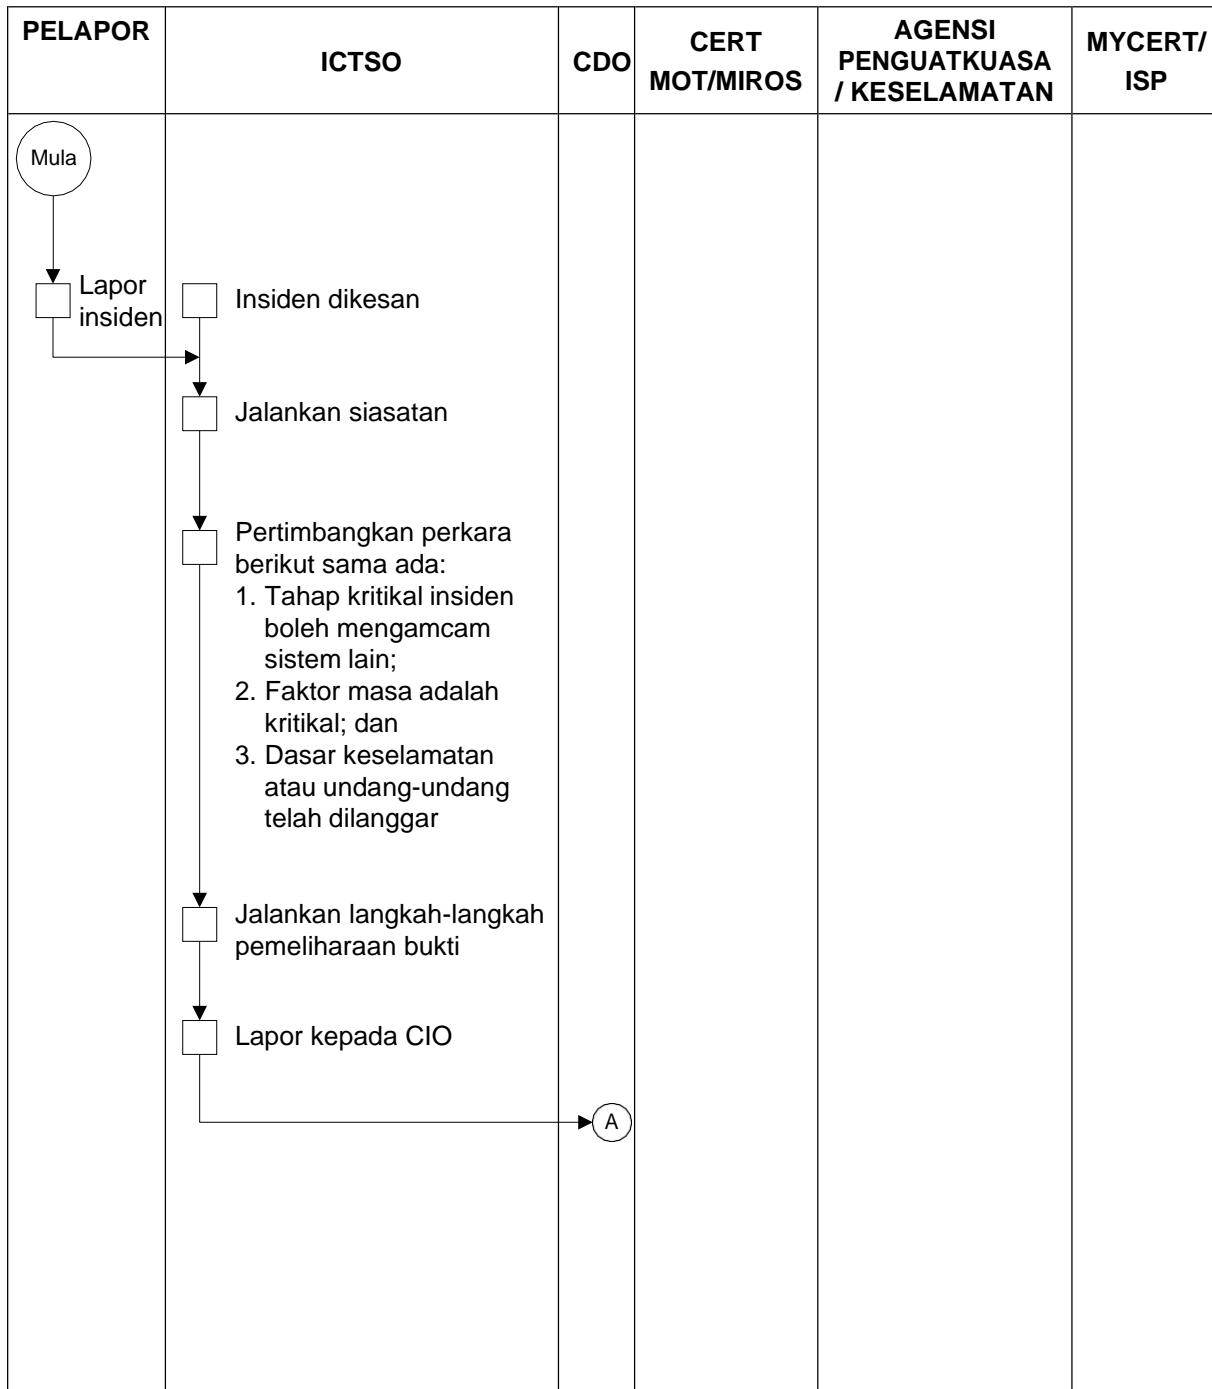 PELAPOR
ICTSO
CDO
CERT
MOT/MIROS
AGENSI
PENGUATKUASA
/ KESELAMATAN
MYCERT/
ISP
Mula
Lapor
insiden
Insiden dikesan
Jalankan siasatan
Pertimbangkan perkara
berikut sama ada:
1. Tahap kritikal insiden
boleh mengamcam
sistem lain;
2. Faktor masa adalah
kritikal; dan
3. Dasar keselamatan
atau undang-undang
telah dilanggar
Jalankan langkah-langkah
pemeliharaan bukti
Lapor kepada CIO
A